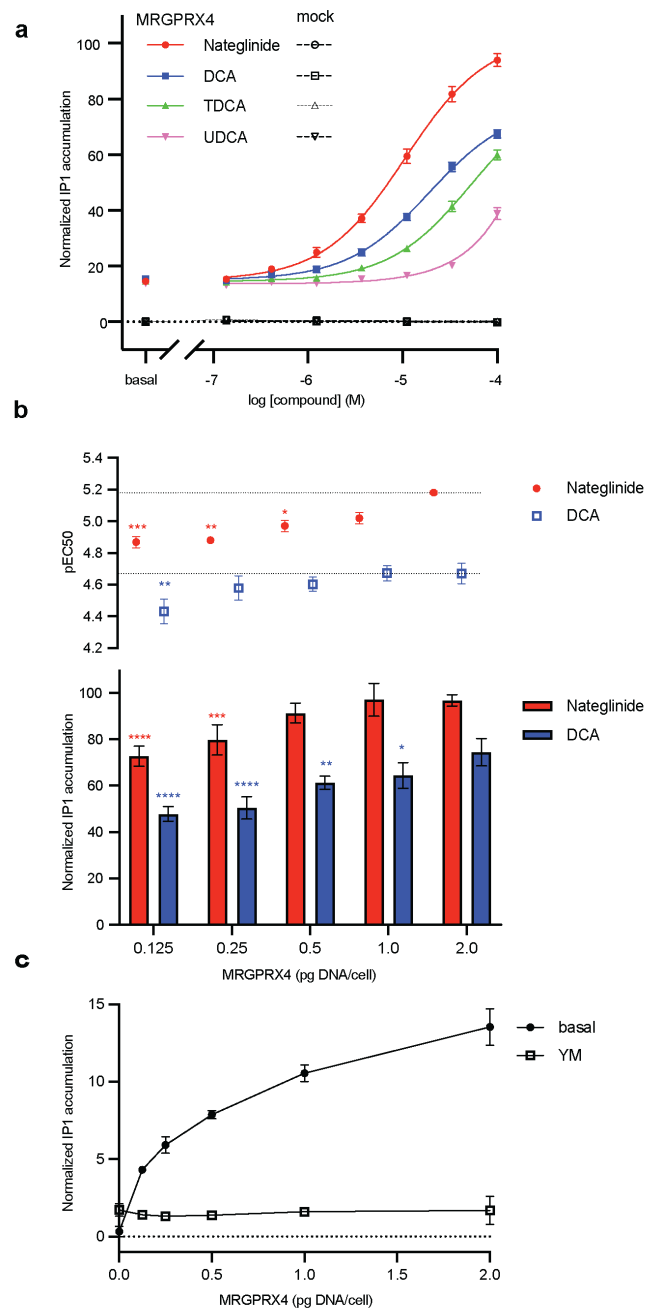 a
MRGPRX4 mock
Nateglinide
DCA
TDCA
UDCA
Normalized IP1 accumulation
100
80
60
40
20
0
basal -7 -6 -5 -4
log [compound] (M)
b
pEC50
5.4
5.2
5.0
4.8
4.6
4.4
4.2
*** ** *
**
Nateglinide
DCA
Normalized IP1 accumulation
100
80
60
40
20
0
**** ***
**** **** ** *
Nateglinide
DCA
0.125 0.25 0.5 1.0 2.0
MRGPRX4 (pg DNA/cell)
c
Normalized IP1 accumulation
15
10
5
0
basal
YM
0.0 0.5 1.0 1.5 2.0
MRGPRX4 (pg DNA/cell)